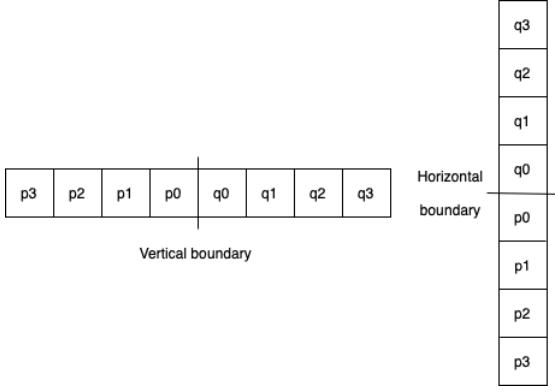 p3 p2 p1 p0 q0 q1 q2 q3
Vertical boundary
Horizontal
boundary
q3
q2
q1
q0
p0
p1
p2
p3